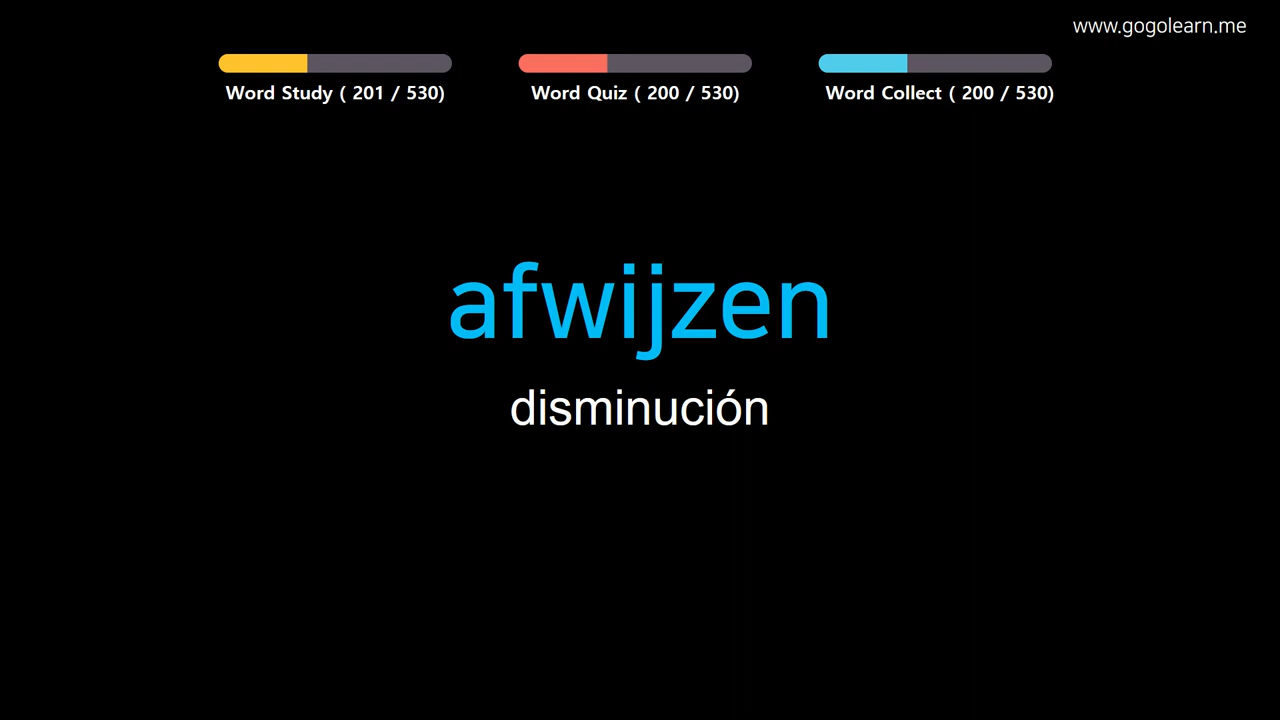 www.gogolearn.me
Word Study ( 201 / 530)
Word Quiz ( 200 / 530)
Word Collect ( 200 / 530)
afwijzen
disminución